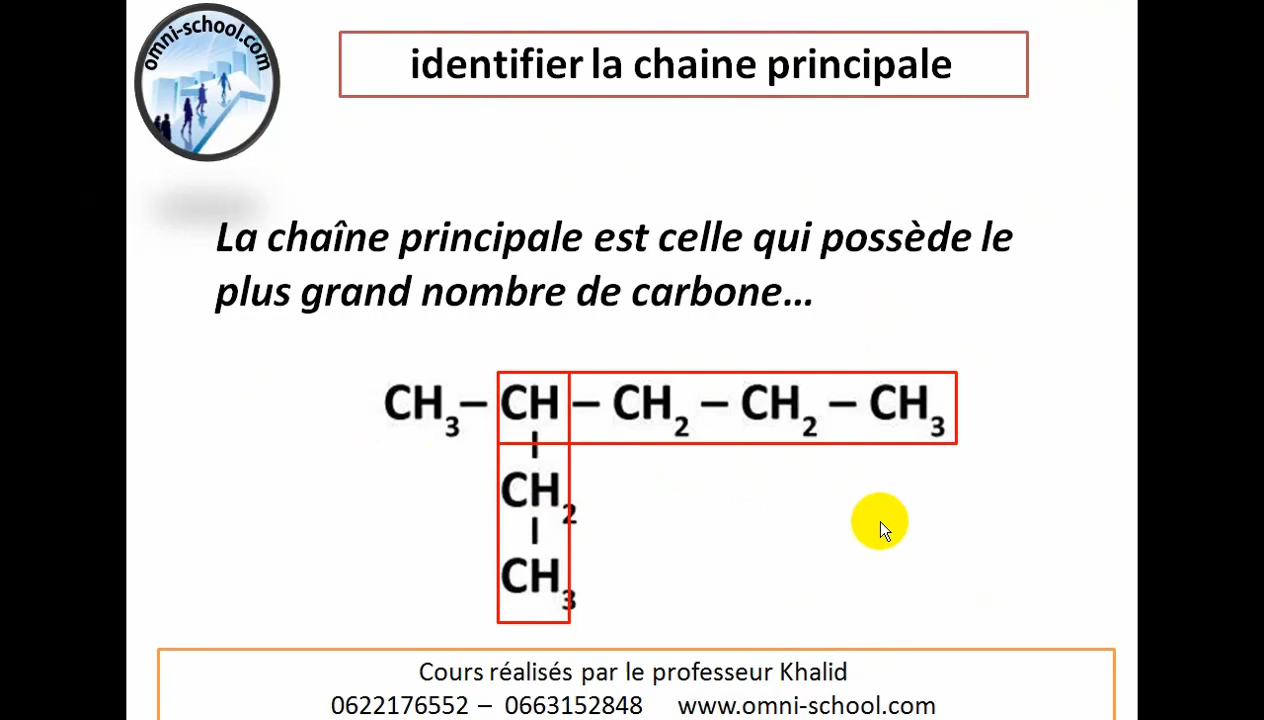 omni-school.com
identifier la chaine principale
La chaîne principale est celle qui possède le
plus grand nombre de carbone...
CH₃– CH – CH₂ – CH₂ – CH₃
CH₂
CH₃
Cours réalisés par le professeur Khalid
0622176552 – 0663152848 www.omni-school.com